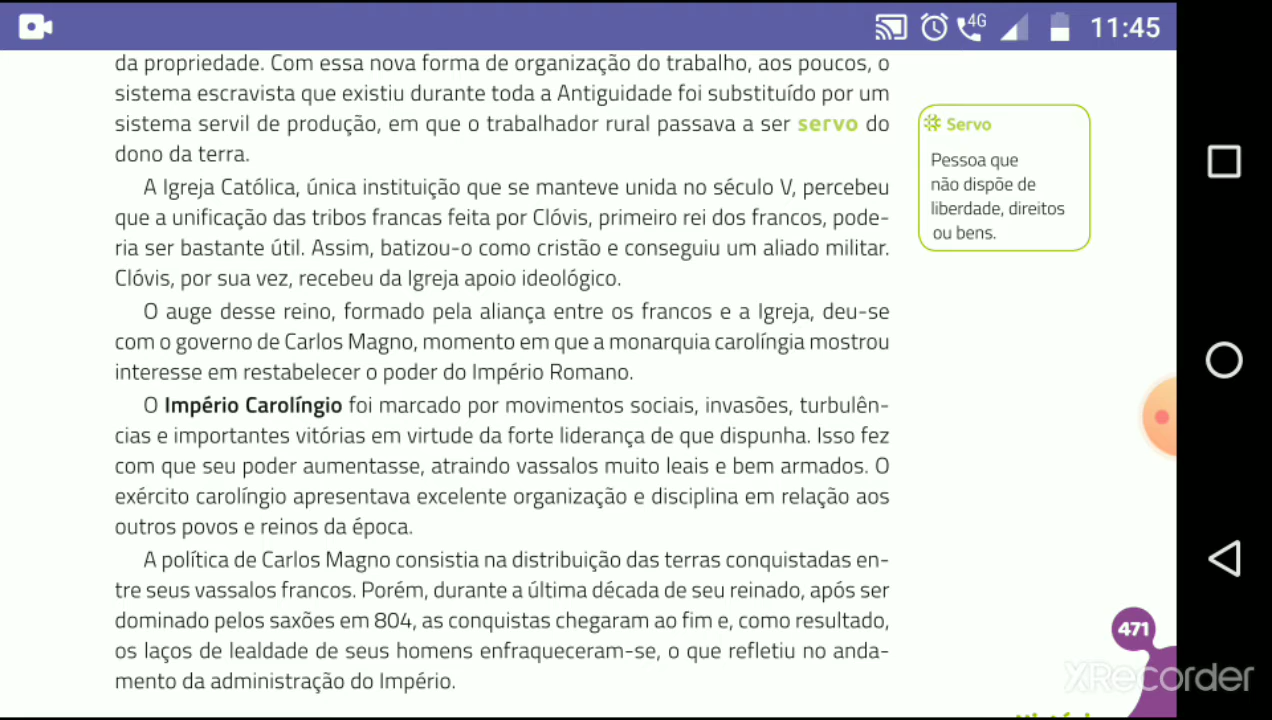 4G
11:45
da propriedade. Com essa nova forma de organização do trabalho, aos poucos, o
sistema escravista que existiu durante toda a Antiguidade foi substituído por um
sistema servil de produção, em que o trabalhador rural passava a ser servo do
dono da terra.
A Igreja Católica, única instituição que se manteve unida no século V, percebeu
que a unificação das tribos francas feita por Clóvis, primeiro rei dos francos, pode-
ria ser bastante útil. Assim, batizou-o como cristão e conseguiu um aliado militar.
Clóvis, por sua vez, recebeu da Igreja apoio ideológico.
O auge desse reino, formado pela aliança entre os francos e a Igreja, deu-se
com o governo de Carlos Magno, momento em que a monarquia carolíngia mostrou
interesse em restabelecer o poder do Império Romano.
O Império Carolíngio foi marcado por movimentos sociais, invasões, turbulên-
cias e importantes vitórias em virtude da forte liderança de que dispunha. Isso fez
com que seu poder aumentasse, atraindo vassalos muito leais e bem armados. O
exército carolíngio apresentava excelente organização e disciplina em relação aos
outros povos e reinos da época.
A política de Carlos Magno consistia na distribuição das terras conquistadas en-
tre seus vassalos francos. Porém, durante a última década de seu reinado, após ser
dominado pelos saxões em 804, as conquistas chegaram ao fim e, como resultado,
os laços de lealdade de seus homens enfraqueceram-se, o que refletiu no anda-
mento da administração do Império.
Servo
Pessoa que
não dispõe de
liberdade, direitos
ou bens.
471
XRecorder